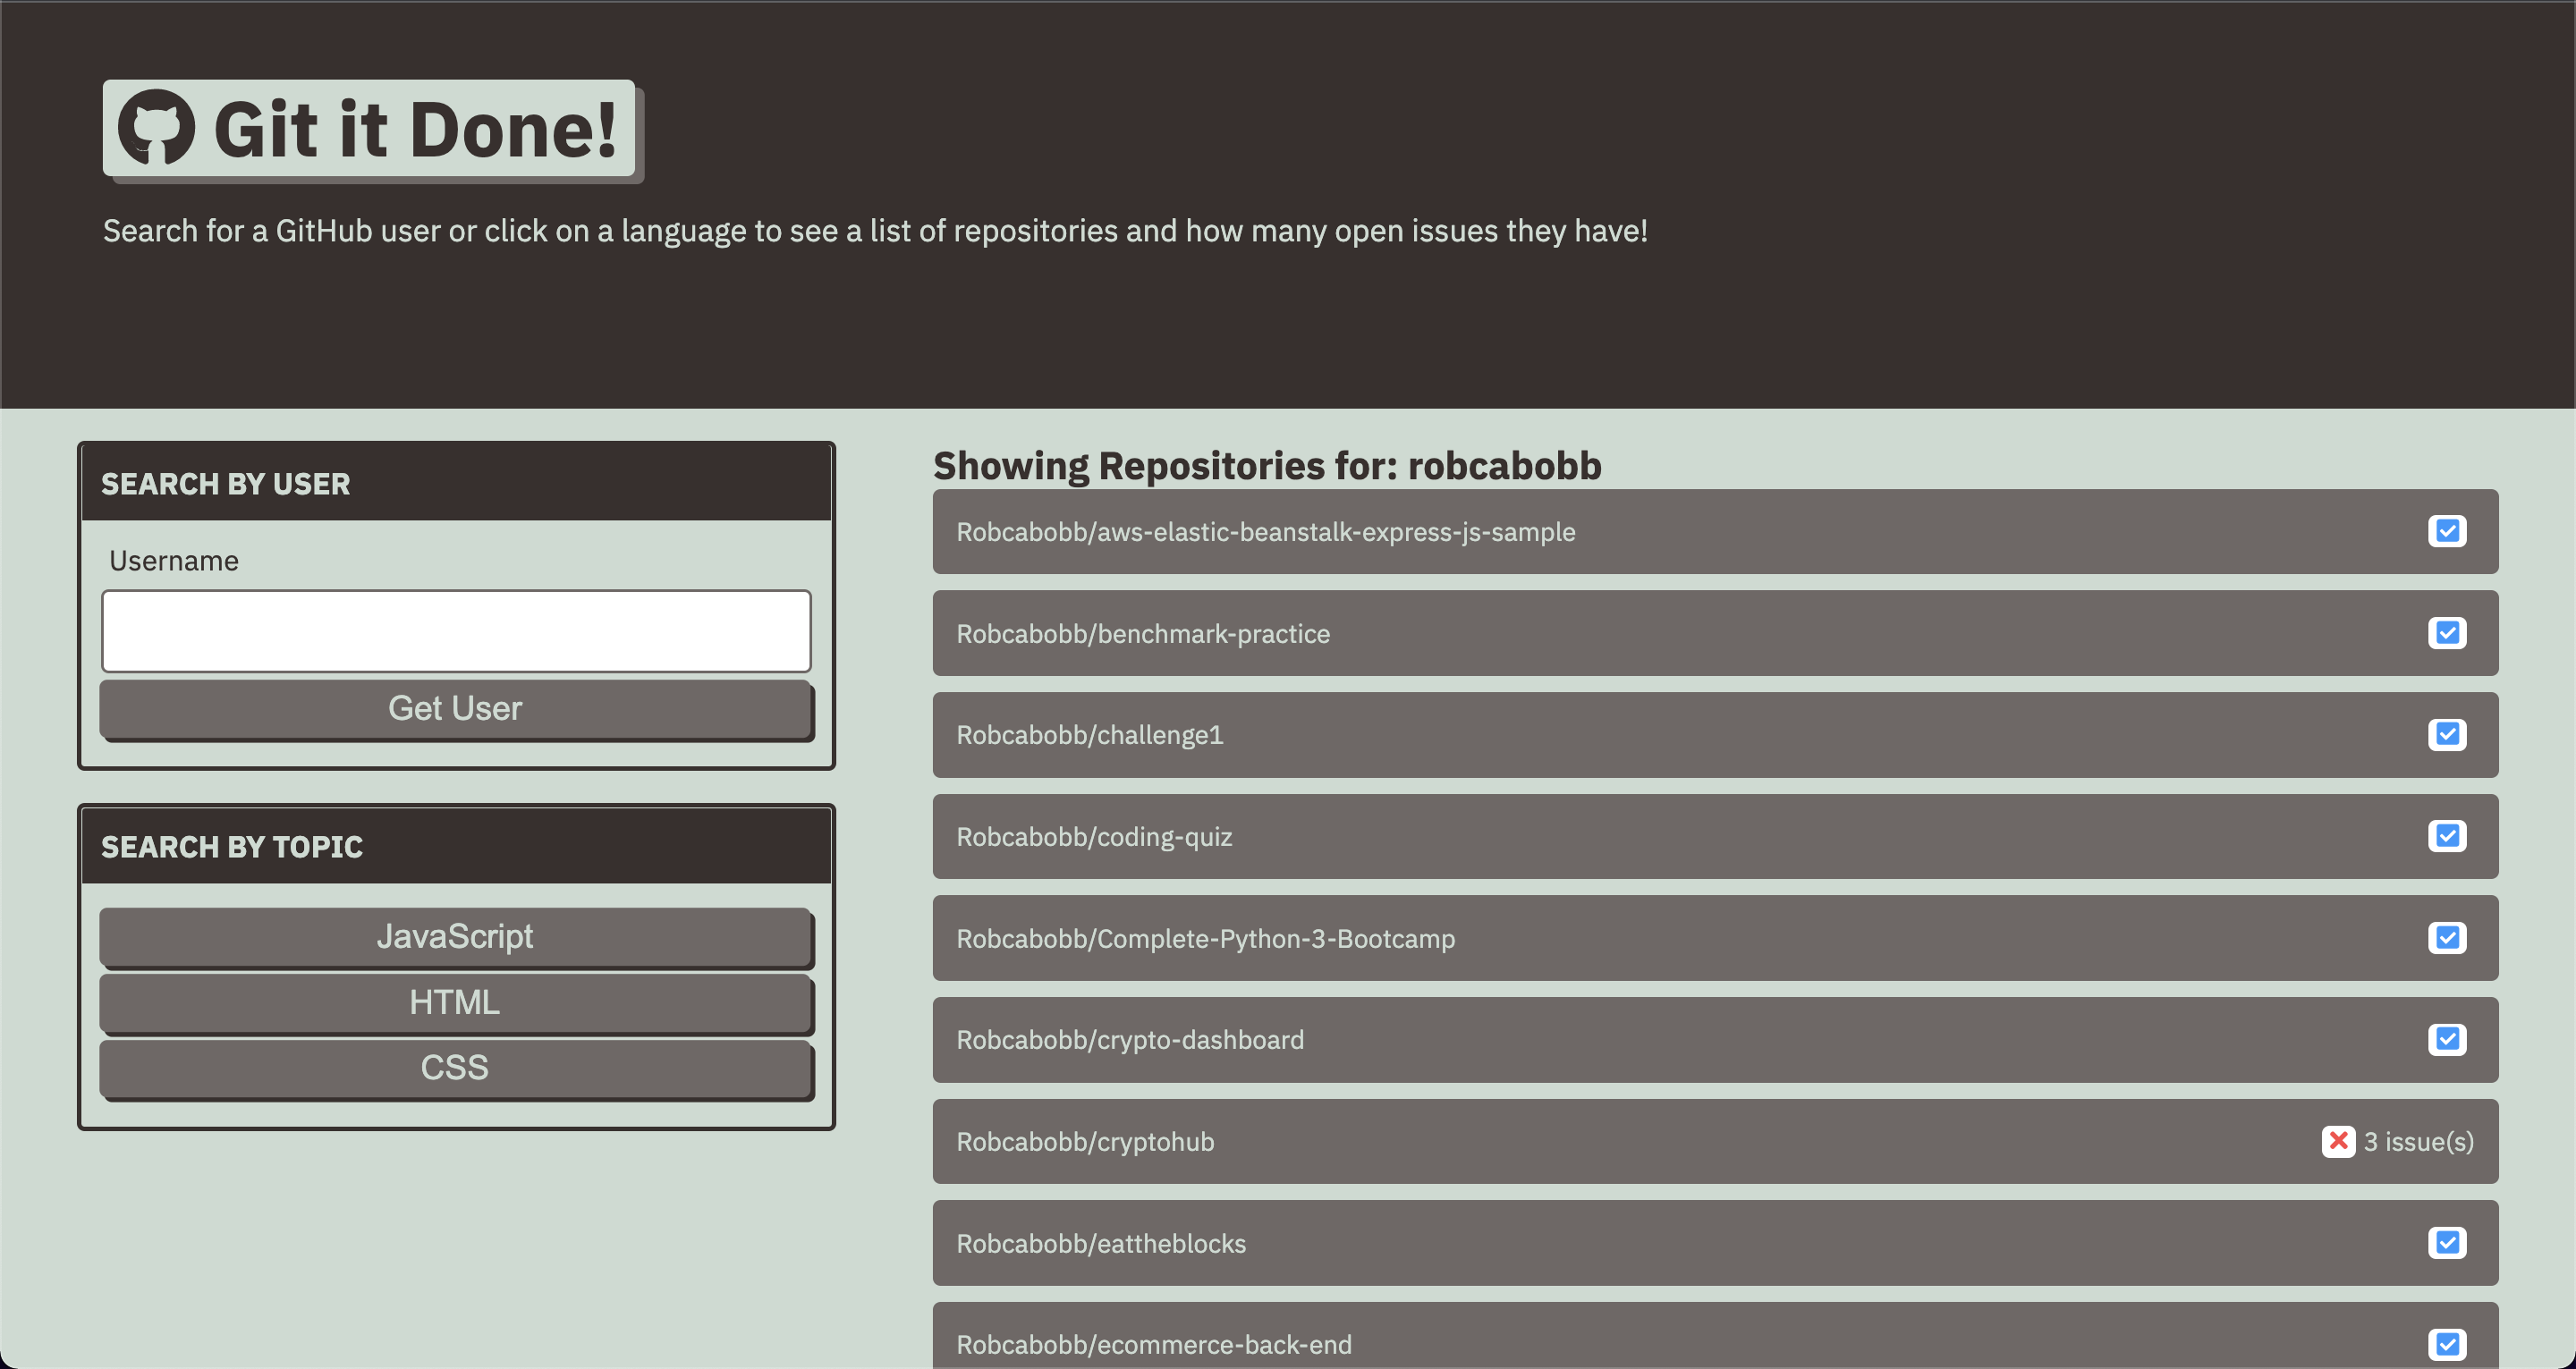 Git it Done!
Search for a GitHub user or click on a language to see a list of repositories and how many open issues they have!
SEARCH BY USER
Username
Get User
SEARCH BY TOPIC
JavaScript
HTML
CSS
Showing Repositories for: robcabobb
Robcabobb/aws-elastic-beanstalk-express-js-sample
Robcabobb/benchmark-practice
Robcabobb/challenge1
Robcabobb/coding-quiz
Robcabobb/Complete-Python-3-Bootcamp
Robcabobb/crypto-dashboard
Robcabobb/cryptohub 3 issue(s)
Robcabobb/eattheblocks
Robcabobb/ecommerce-back-end